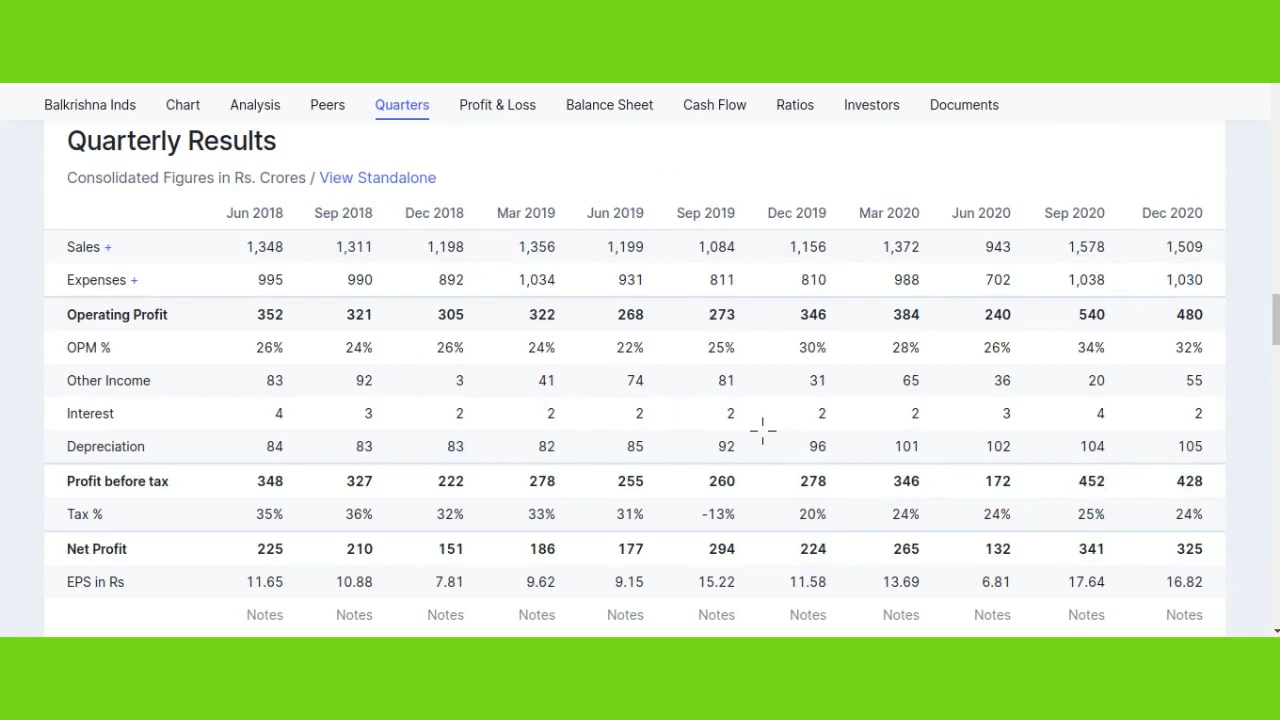 Balkrishna Inds Chart Analysis Peers Quarters Profit & Loss Balance Sheet Cash Flow Ratios Investors Documents
Quarterly Results
Consolidated Figures in Rs. Crores / View Standalone
Jun 2018 Sep 2018 Dec 2018 Mar 2019 Jun 2019 Sep 2019 Dec 2019 Mar 2020 Jun 2020 Sep 2020 Dec 2020
Sales + 1,348 1,311 1,198 1,356 1,199 1,084 1,156 1,372 943 1,578 1,509
Expenses + 995 990 892 1,034 931 811 810 988 702 1,038 1,030
Operating Profit 352 321 305 322 268 273 346 384 240 540 480
OPM % 26% 24% 26% 24% 22% 25% 30% 28% 26% 34% 32%
Other Income 83 92 3 41 74 81 31 65 36 20 55
Interest 4 3 2 2 2 2 2 2 3 4 2
Depreciation 84 83 83 82 85 92 96 101 102 104 105
Profit before tax 348 327 222 278 255 260 278 346 172 452 428
Tax % 35% 36% 32% 33% 31% -13% 20% 24% 24% 25% 24%
Net Profit 225 210 151 186 177 294 224 265 132 341 325
EPS in Rs 11.65 10.88 7.81 9.62 9.15 15.22 11.58 13.69 6.81 17.64 16.82
Notes Notes Notes Notes Notes Notes Notes Notes Notes Notes Notes